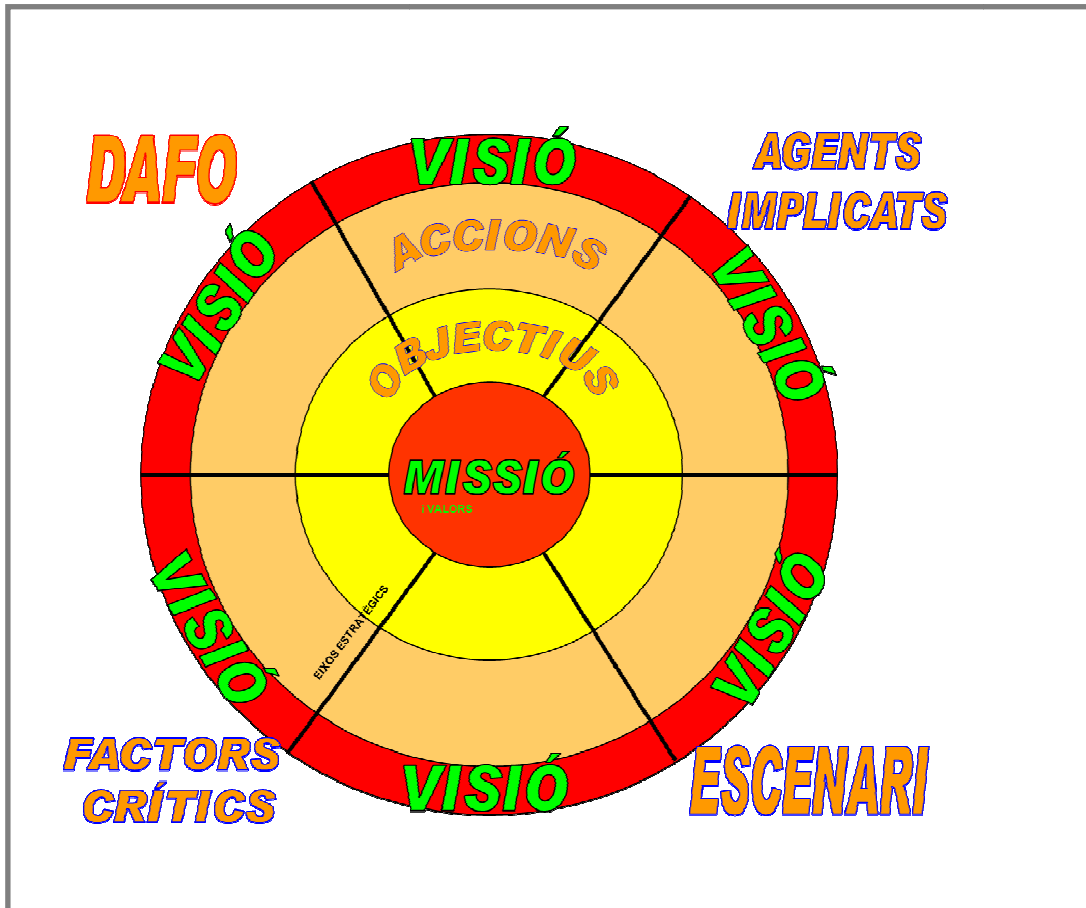 DAFO
VISIÓ
AGENTS
IMPLICATS
ACCIONS
VISIÓ
VISIÓ
OBJECTIUS
MISSIÓ
i VALORS
VISIÓ
VISIÓ
EIXOS ESTRATÈGICS
FACTORS
CRÍTICS
VISIÓ
ESCENARI